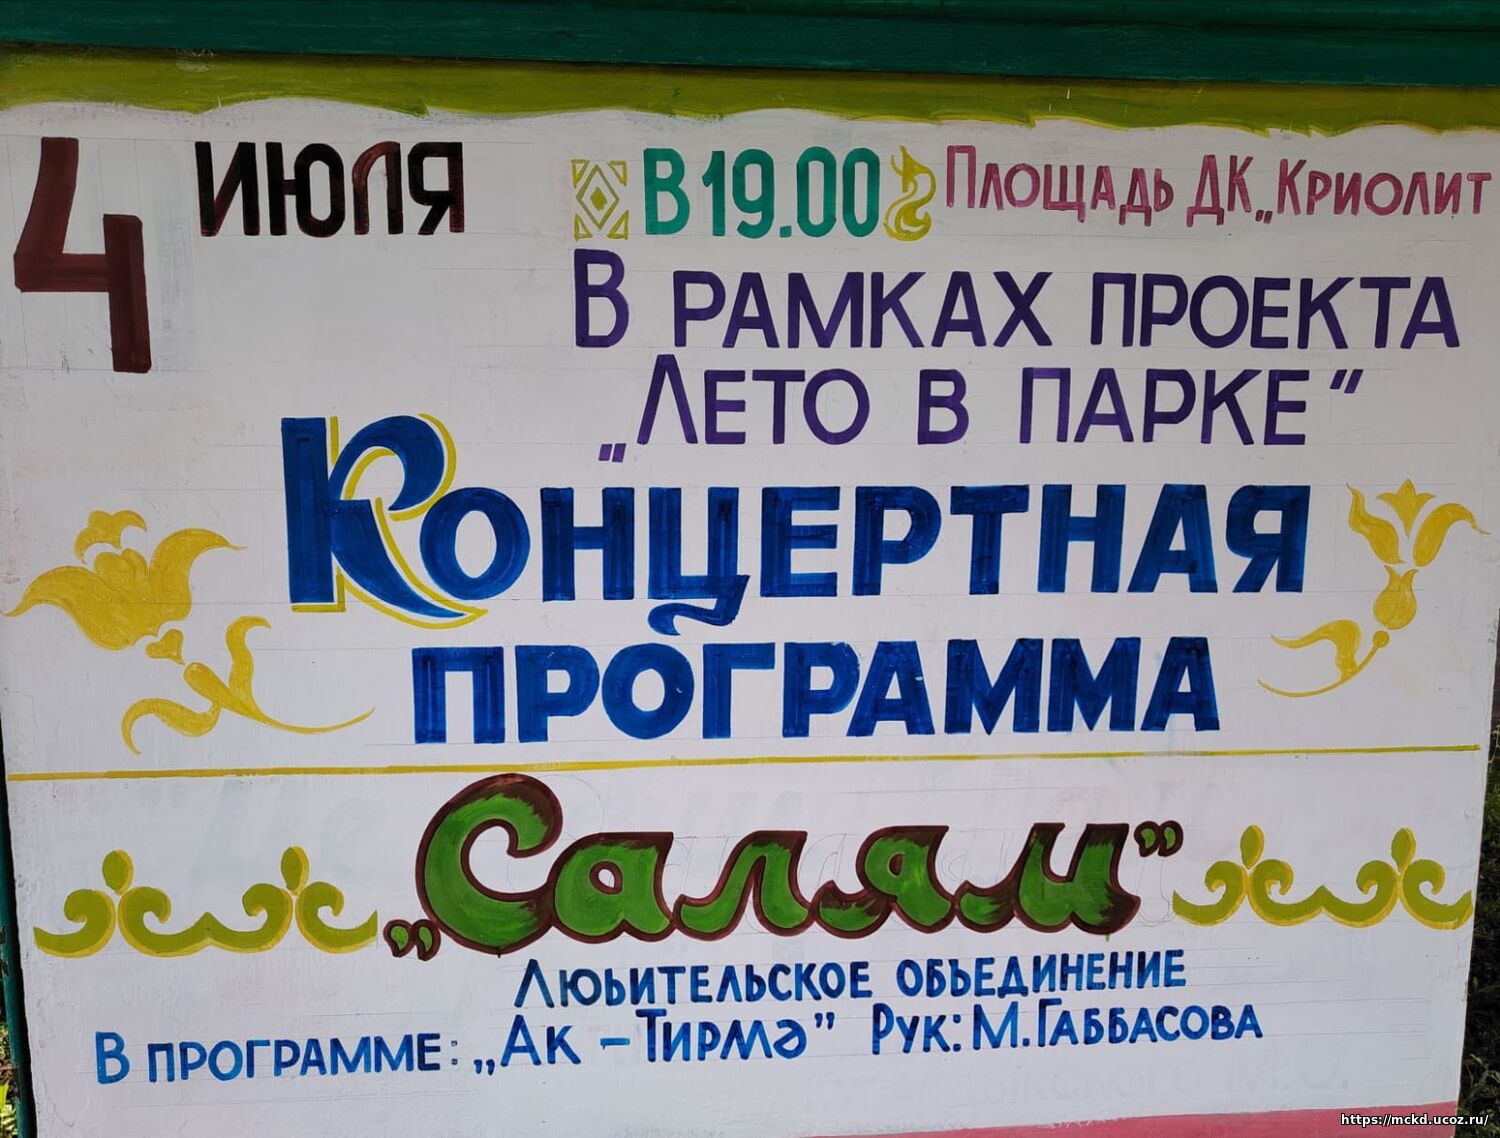 4 ИЮЛЯ В 19.00 Площадь ДК „Криолит
В рамках проекта
„Лето в парке”
Концертная
программа
„Салям”
Любительское объединение
В программе: „Ак – Тирмә” Рук: М. Габбасова
https://mckd.ucoz.ru/